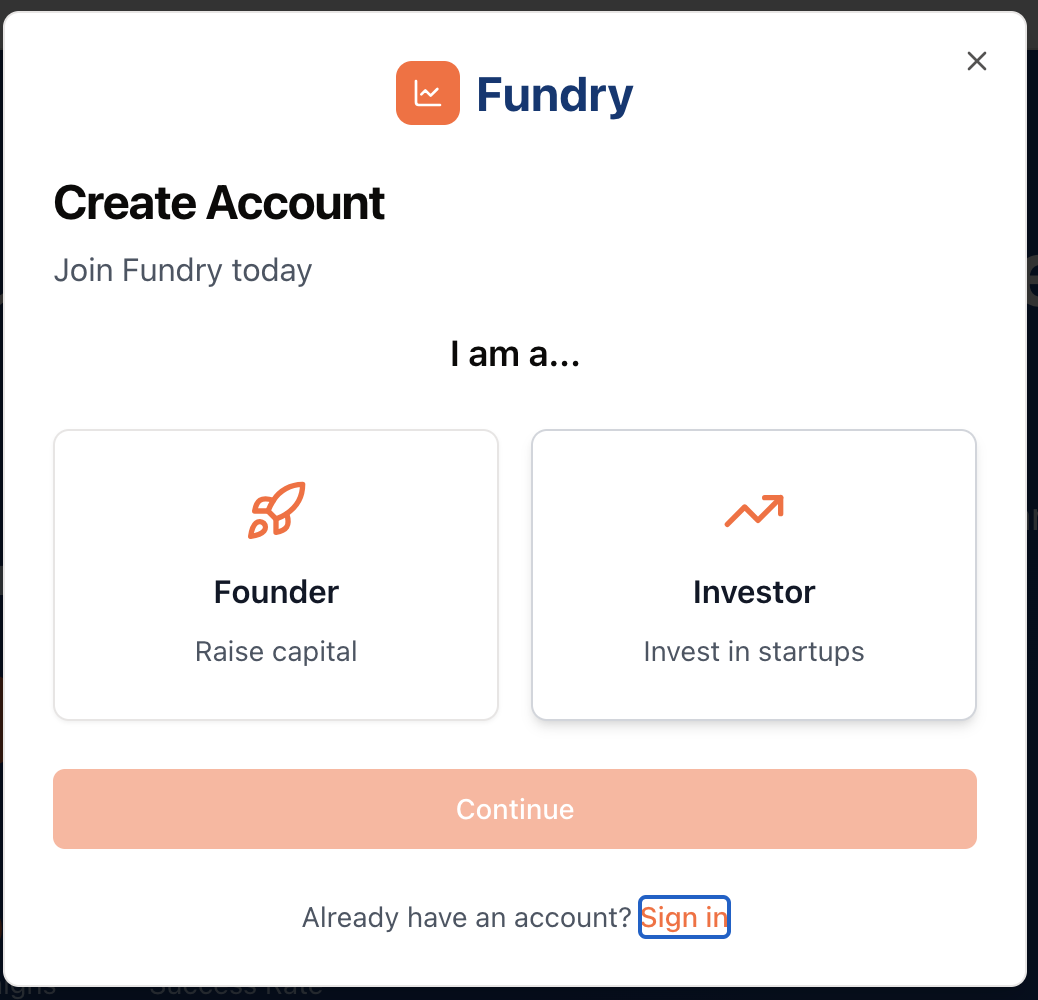 Fundry
Create Account
Join Fundry today
I am a...
Founder
Raise capital
Investor
Invest in startups
Continue
Already have an account? Sign in
Success Rate